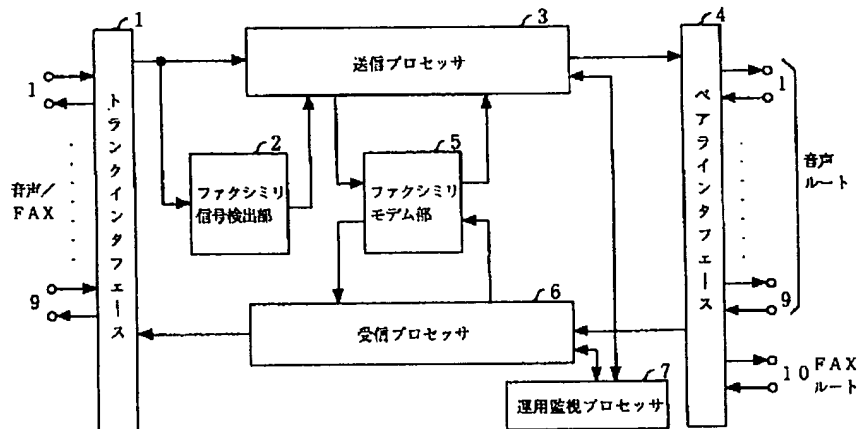 1
3
4
送信プロセッサ
1
1
トランクインタフェース
ベアラインタフェース
2
5
音声
ルート
ファクシミリ
信号検出部
ファクシミリ
モデム部
音声/
FAX
6
9
9
受信プロセッサ
7
10
FAX
ルート
運用監視プロセッサ